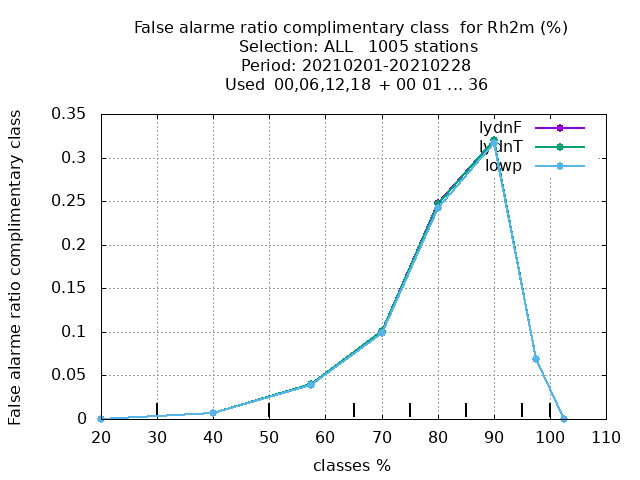 False alarme ratio complimentary class  for Rh2m (%)
Selection: ALL   1005 stations
Period: 20210201-20210228
Used  00,06,12,18  + 00 01 ... 36
False alarme ratio complimentary class
0.35
0.3
0.25
0.2
0.15
0.1
0.05
0
lydnF
lydnT
lowp
20 30 40 50 60 70 80 90 100 110
classes %